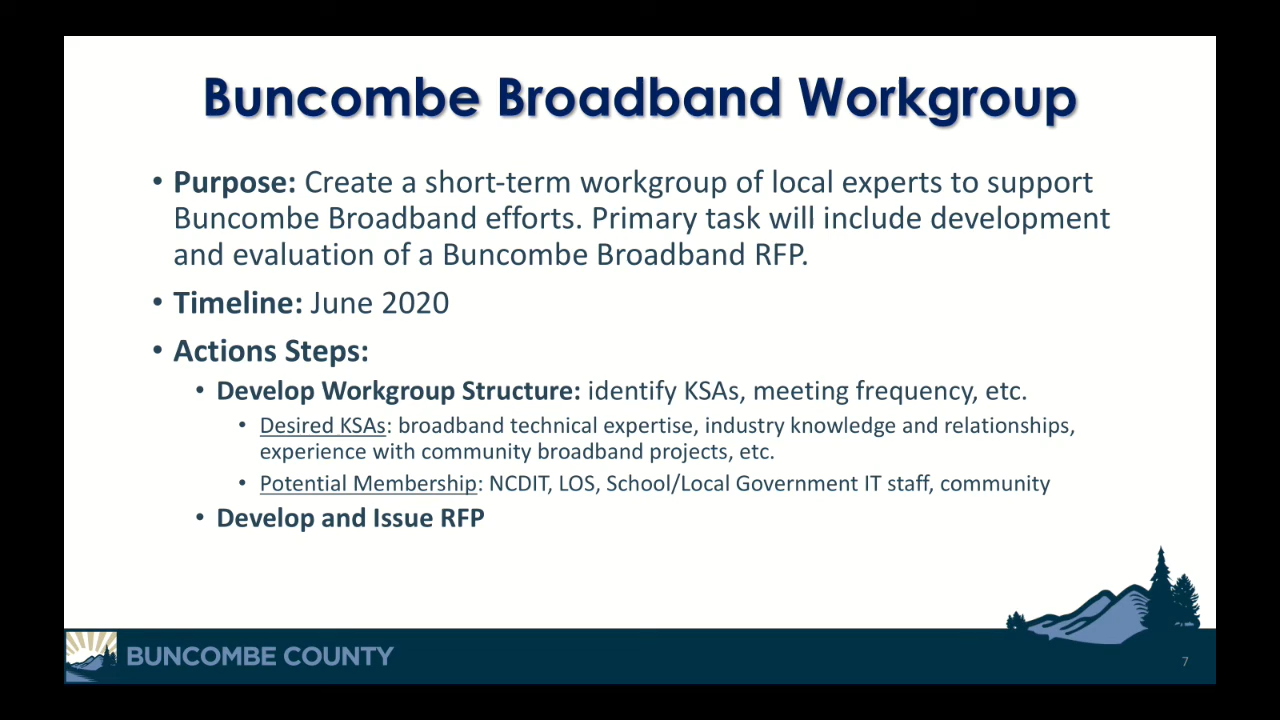 Buncombe Broadband Workgroup
• Purpose: Create a short-term workgroup of local experts to support
Buncombe Broadband efforts. Primary task will include development
and evaluation of a Buncombe Broadband RFP.
• Timeline: June 2020
• Actions Steps:
• Develop Workgroup Structure: identify KSAs, meeting frequency, etc.
• Desired KSAs: broadband technical expertise, industry knowledge and relationships,
experience with community broadband projects, etc.
• Potential Membership: NCDIT, LOS, School/Local Government IT staff, community
• Develop and Issue RFP
BUNCOMBE COUNTY
7